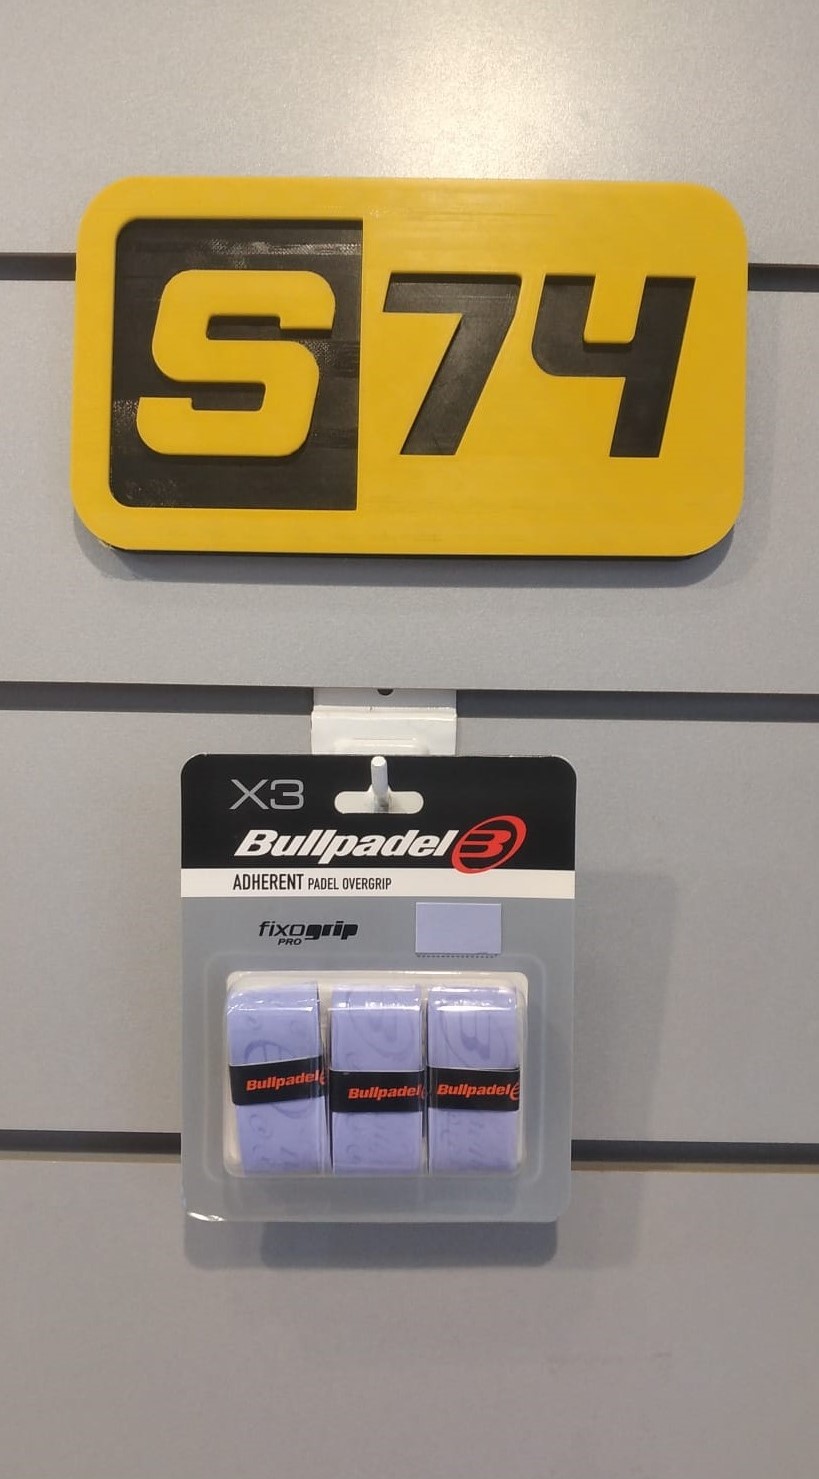 S74
X3
Bullpadel
ADHERENT PADEL OVERGRIP
fixogrip
PRO
Bullpadel
Bullpadel
Bullpadel